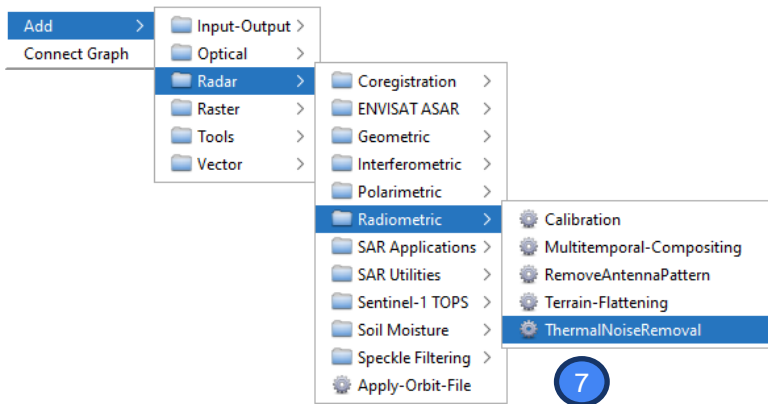 Add
Connect Graph
Input-Output
Optical
Radar
Raster
Tools
Vector
Coregistration
ENVISAT ASAR
Geometric
Interferometric
Polarimetric
Radiometric
SAR Applications
SAR Utilities
Sentinel-1 TOPS
Soil Moisture
Speckle Filtering
Apply-Orbit-File
Calibration
Multitemporal-Compositing
RemoveAntennaPattern
Terrain-Flattening
ThermalNoiseRemoval
7